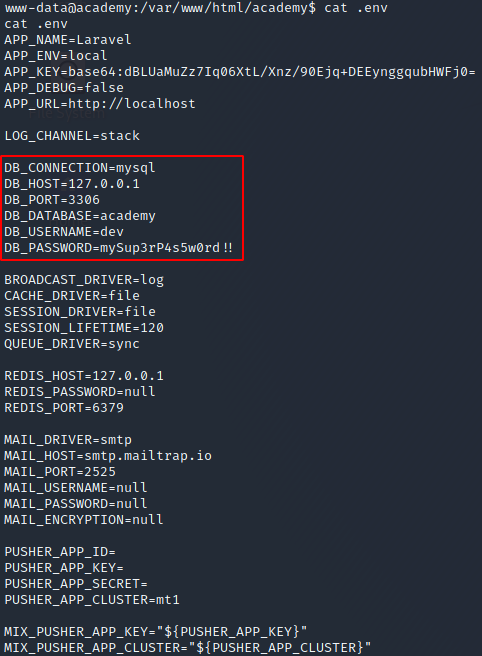 www-data@academy:/var/www/html/academy$ cat .env
cat .env
APP_NAME=Laravel
APP_ENV=local
APP_KEY=base64:dBLUaMuZz7Iq06XtL/Xnz/90Ejq+DEEynggqubHWFj0=
APP_DEBUG=false
APP_URL=http://localhost
LOG_CHANNEL=stack
DB_CONNECTION=mysql
DB_HOST=127.0.0.1
DB_PORT=3306
DB_DATABASE=academy
DB_USERNAME=dev
DB_PASSWORD=mySup3rP4s5w0rd!!
BROADCAST_DRIVER=log
CACHE_DRIVER=file
SESSION_DRIVER=file
SESSION_LIFETIME=120
QUEUE_DRIVER=sync
REDIS_HOST=127.0.0.1
REDIS_PASSWORD=null
REDIS_PORT=6379
MAIL_DRIVER=smtp
MAIL_HOST=smtp.mailtrap.io
MAIL_PORT=2525
MAIL_USERNAME=null
MAIL_PASSWORD=null
MAIL_ENCRYPTION=null
PUSHER_APP_ID=
PUSHER_APP_KEY=
PUSHER_APP_SECRET=
PUSHER_APP_CLUSTER=mt1
MIX_PUSHER_APP_KEY="${PUSHER_APP_KEY}"
MIX_PUSHER_APP_CLUSTER="${PUSHER_APP_CLUSTER}"